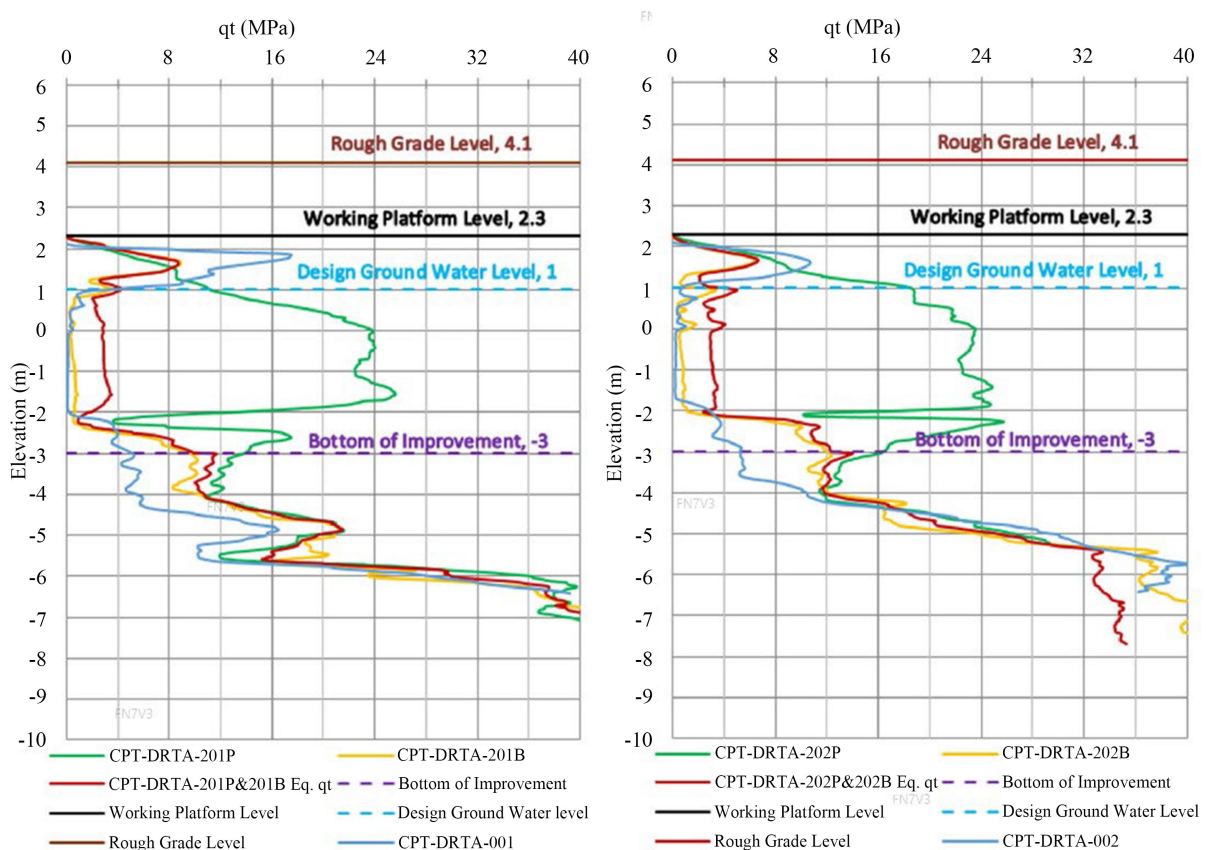 qt (MPa)
0 8 16 24 32 40
6
5
4
3
2
1
0
-1
-2
-3
-4
-5
-6
-7
-8
-9
-10
Elevation (m)
Rough Grade Level, 4.1
Working Platform Level, 2.3
Design Ground Water Level, 1
Bottom of Improvement, -3
FN7V3
FN7V3
CPT-DRTA-201P
CPT-DRTA-201B
CPT-DRTA-201P&201B Eq. qt
Bottom of Improvement
Working Platform Level
Design Ground Water level
Rough Grade Level
CPT-DRTA-001
qt (MPa)
0 8 16 24 32 40
6
5
4
3
2
1
0
-1
-2
-3
-4
-5
-6
-7
-8
-9
-10
Elevation (m)
Rough Grade Level, 4.1
Working Platform Level, 2.3
Design Ground Water Level, 1
Bottom of Improvement, -3
FN7V3
CPT-DRTA-202P
CPT-DRTA-202B
CPT-DRTA-202P&202B Eq. qt
Bottom of Improvement
FN7V3
Working Platform Level
Design Ground Water Level
Rough Grade Level
CPT-DRTA-002